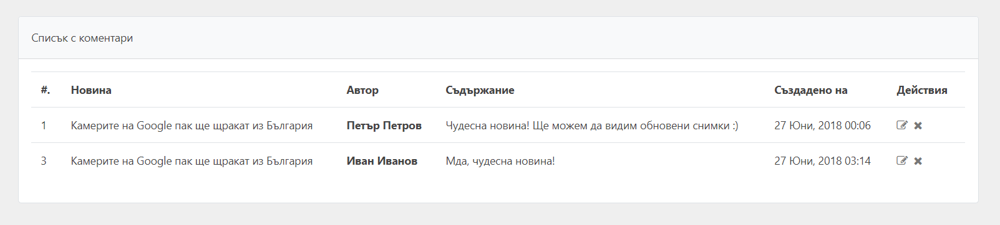 Списък с коментари
#. Новина Автор Съдържание Създадено на Действия
1 Камерите на Google пак ще щракат из България Петър Петров Чудесна новина! Ще можем да видим обновени снимки :) 27 Юни, 2018 00:06
3 Камерите на Google пак ще щракат из България Иван Иванов Мда, чудесна новина! 27 Юни, 2018 03:14